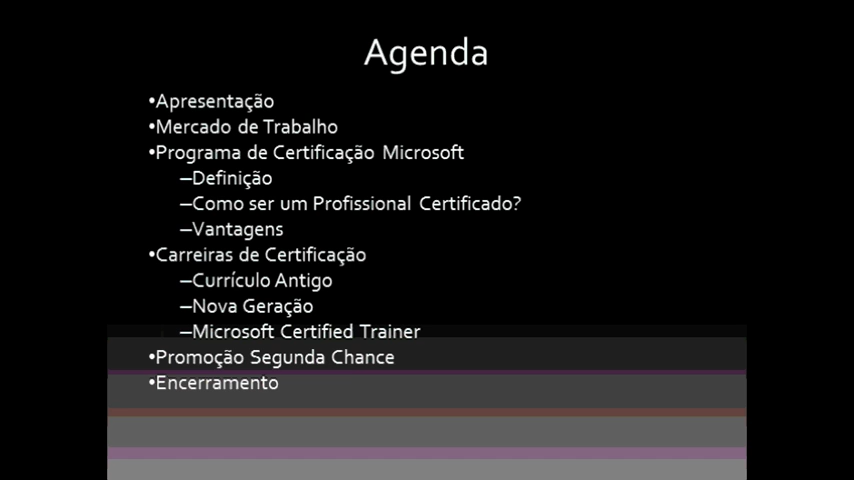 Agenda
•Apresentação
•Mercado de Trabalho
•Programa de Certificação Microsoft
–Definição
–Como ser um Profissional Certificado?
–Vantagens
•Carreiras de Certificação
–Currículo Antigo
–Nova Geração
–Microsoft Certified Trainer
•Promoção Segunda Chance
•Encerramento